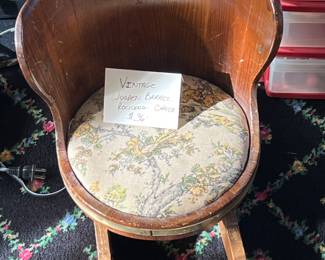 VINTAGE
WOODEN BARREL
ROCKING CHAIR
$36